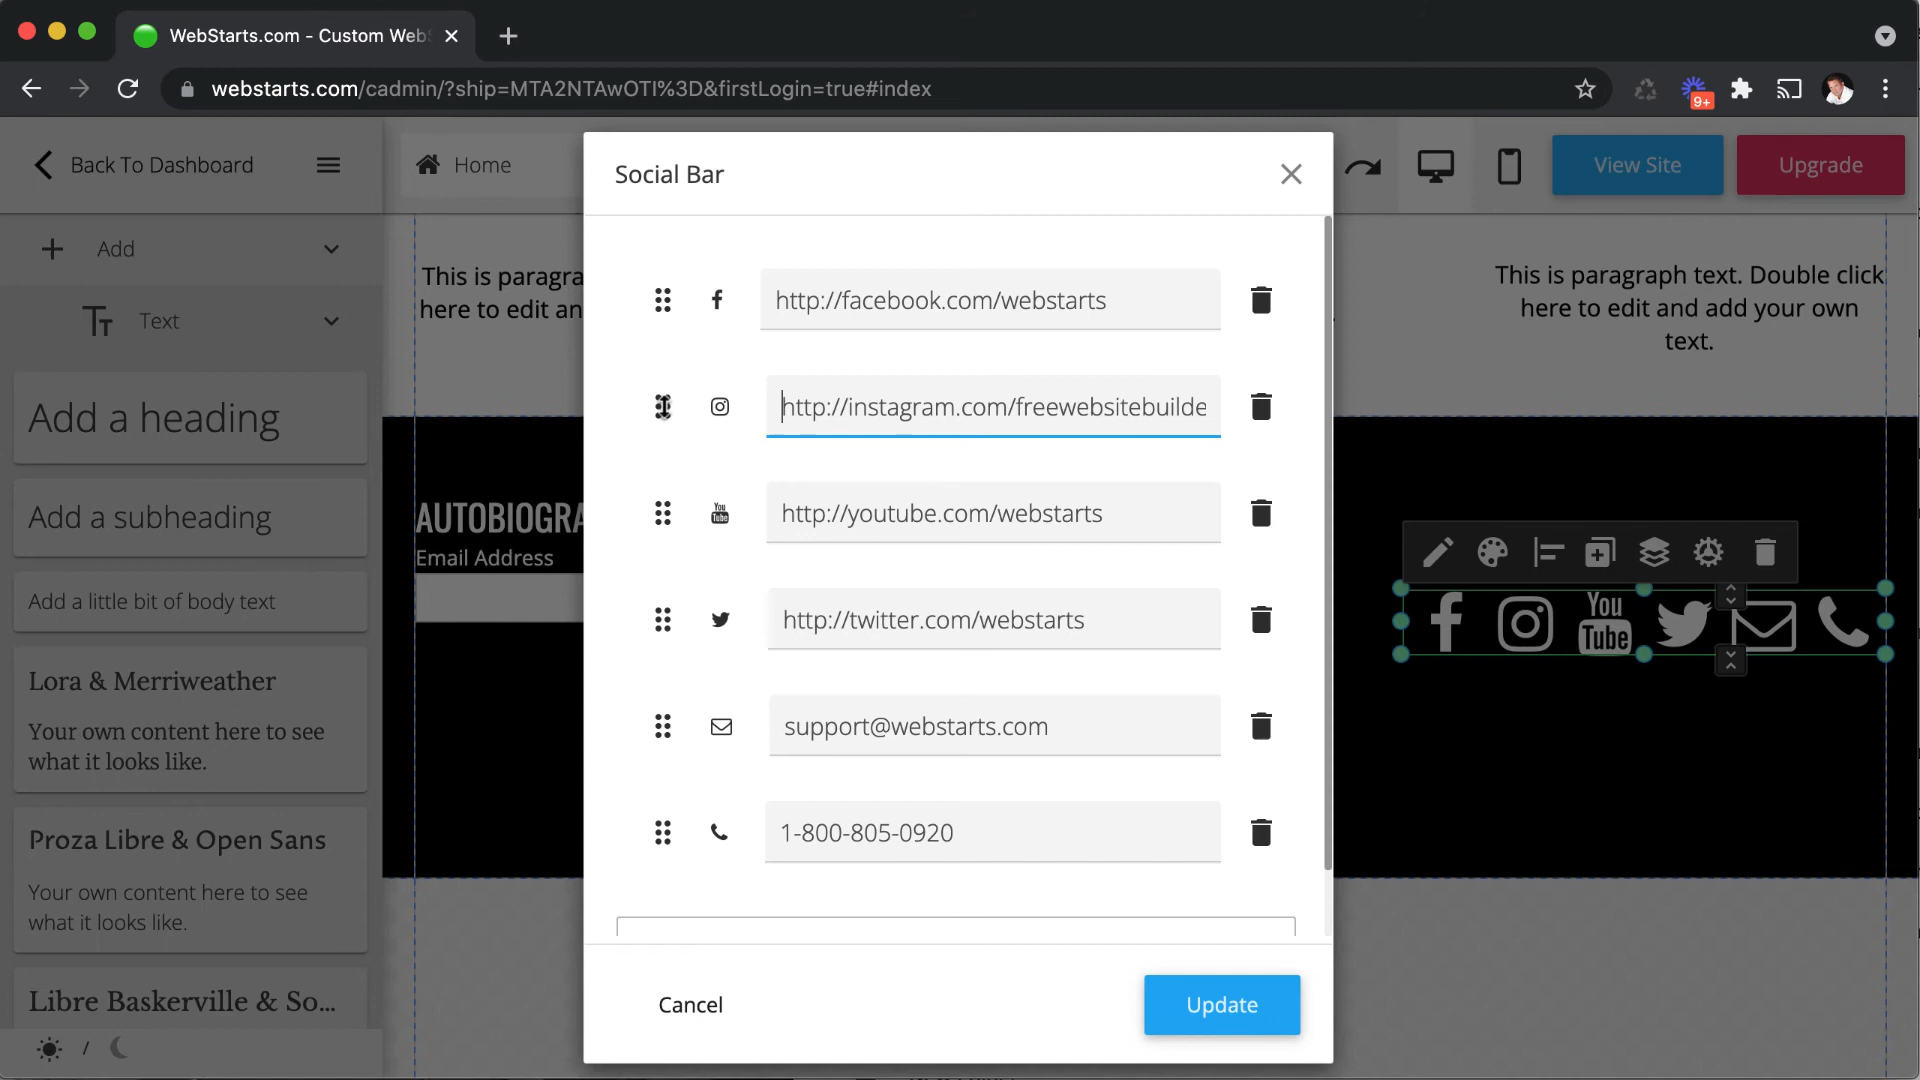 WebStarts.com - Custom Web
webstarts.com/cadmin/?ship=MTA2NTAwOTI%3D&firstLogin=true#index
9+
Back To Dashboard
Home
Social Bar
View Site
Upgrade
Add
Text
Add a heading
Add a subheading
Add a little bit of body text
Lora & Merriweather
Your own content here to see
what it looks like.
Proza Libre & Open Sans
Your own content here to see
what it looks like.
Libre Baskerville & So...
/
This is paragra
here to edit an
AUTOBIOGRA
Email Address
http://facebook.com/webstarts
http://instagram.com/freewebsitebuilde
You
Tube
http://youtube.com/webstarts
http://twitter.com/webstarts
support@webstarts.com
1-800-805-0920
Cancel
Update
This is paragraph text. Double click
here to edit and add your own
text.
You
Tube